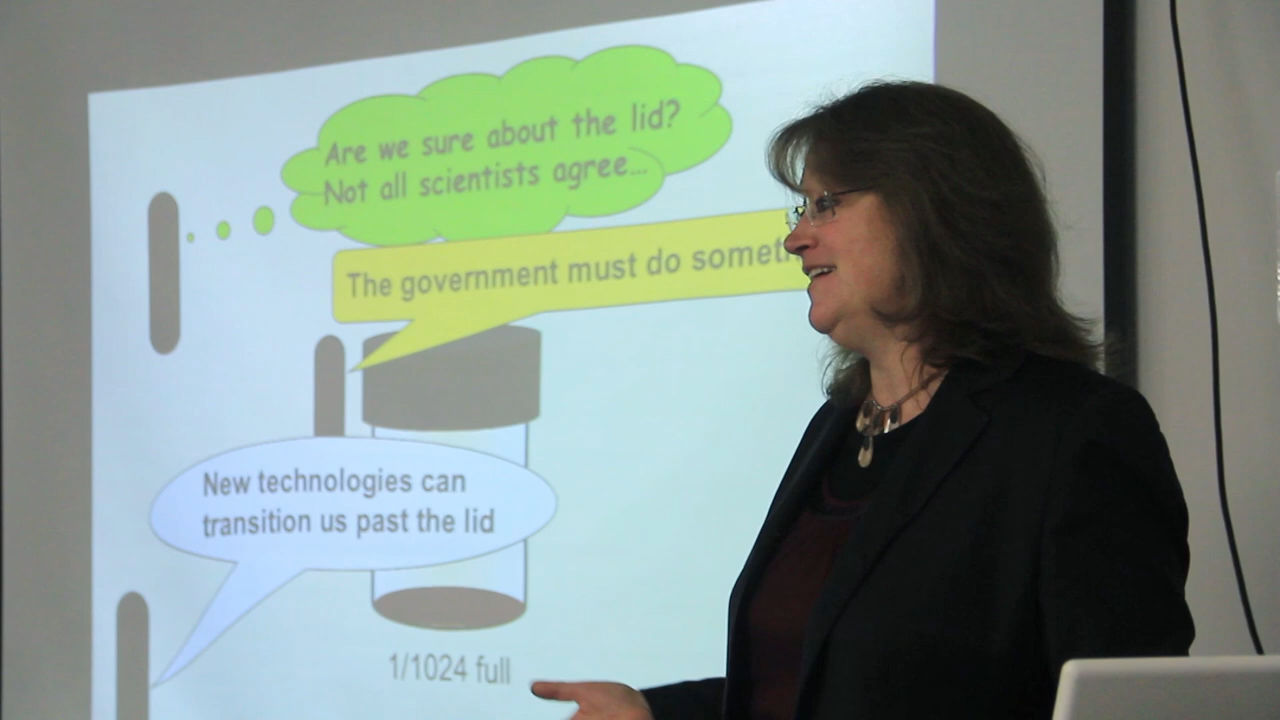 Are we sure about the lid?
Not all scientists agree...
The government must do
New technologies can
transition us past the lid
1/1024 full